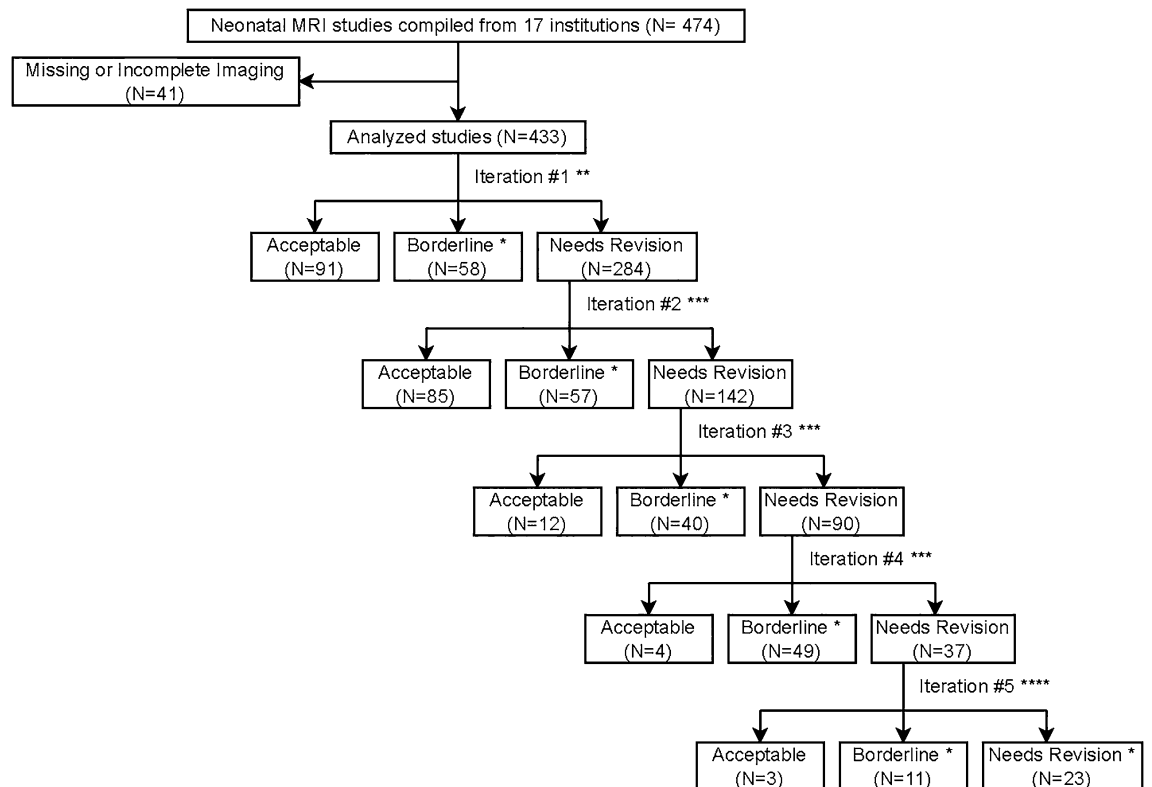 Neonatal MRI studies compiled from 17 institutions (N= 474)
Missing or Incomplete Imaging
(N=41)
Analyzed studies (N=433)
Iteration #1 **
Acceptable
(N=91)
Borderline *
(N=58)
Needs Revision
(N=284)
Iteration #2 ***
Acceptable
(N=85)
Borderline *
(N=57)
Needs Revision
(N=142)
Iteration #3 ***
Acceptable
(N=12)
Borderline *
(N=40)
Needs Revision
(N=90)
Iteration #4 ***
Acceptable
(N=4)
Borderline *
(N=49)
Needs Revision
(N=37)
Iteration #5 ****
Acceptable
(N=3)
Borderline *
(N=11)
Needs Revision *
(N=23)